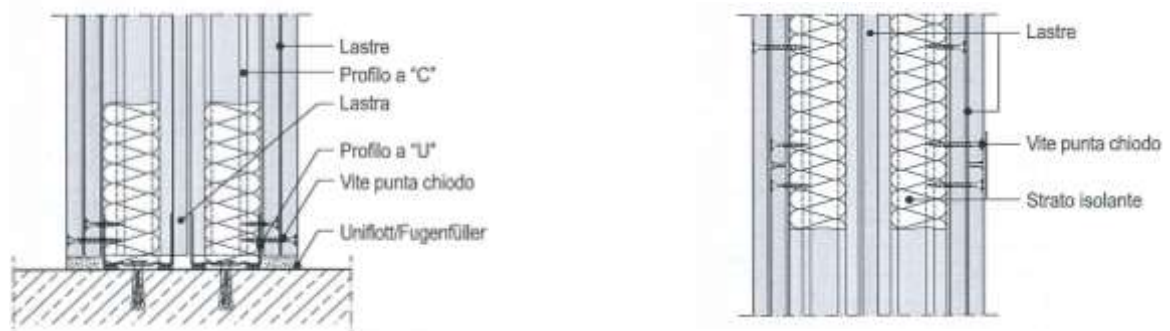 Lastre
Profilo a "C"
Lastra
Profilo a "U"
Vite punta chiodo
Uniflott/Fugenfüller
Lastre
Vite punta chiodo
Strato isolante